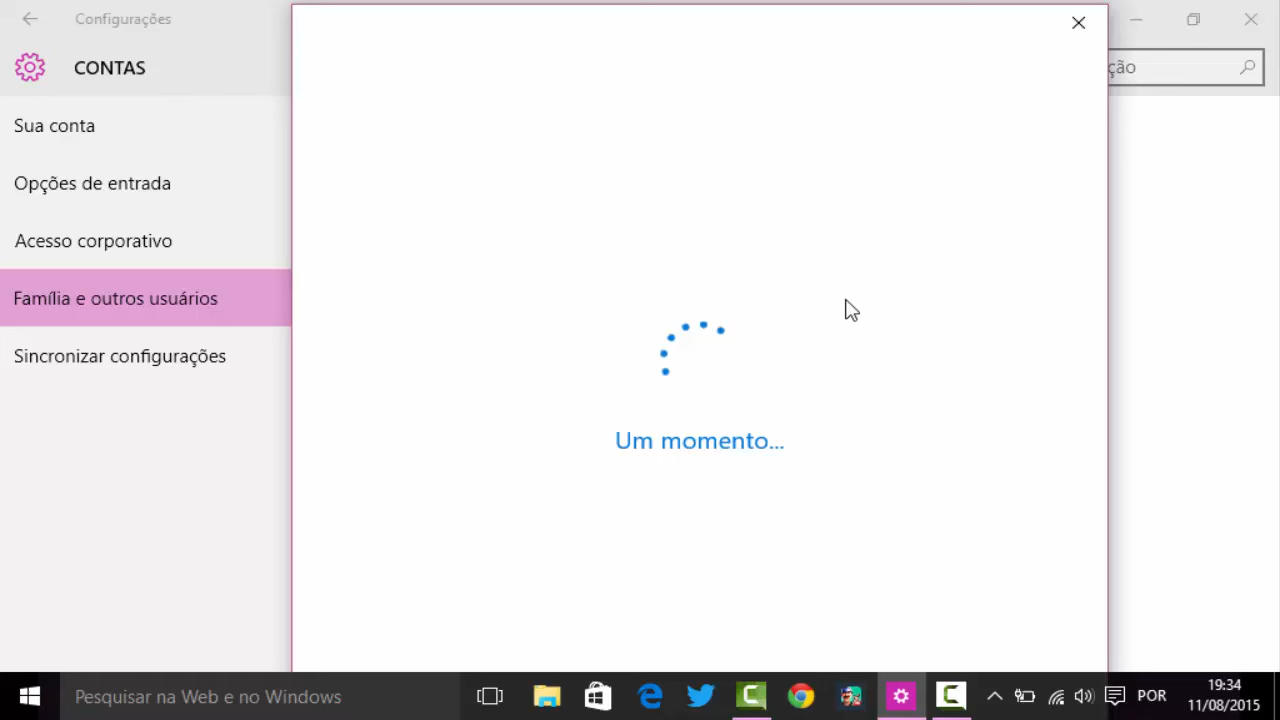 Configurações
CONTAS
ção
Sua conta
Opções de entrada
Acesso corporativo
Família e outros usuários
Sincronizar configurações
Um momento...
Pesquisar na Web e no Windows
POR
19:34
11/08/2015